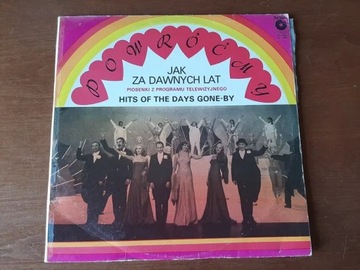 POWRÓĆMY
JAK
ZA DAWNYCH LAT
PIOSENKI Z PROGRAMU TELEWIZYJNEGO
HITS OF THE DAYS GONE-BY